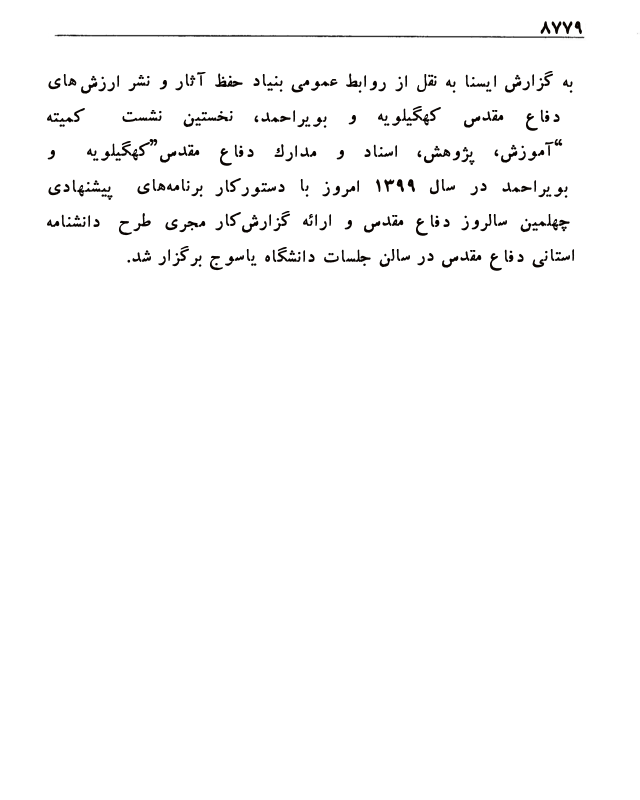 ۸۷۷۹
به گزارش ایسنا به نقل از روابط عمومی بنیاد حفظ آثار و نشر ارزش‌های
دفاع مقدس کهگیلویه و بویراحمد، نخستین نشست کمیته
“آموزش، پژوهش، اسناد و مدارك دفاع مقدس”کهگیلویه و
بویراحمد در سال ۱۳۹۹ امروز با دستورکار برنامه‌های پیشنهادی
چهلمین سالروز دفاع مقدس و ارائه گزارش‌کار مجری طرح دانشنامه
استانی دفاع مقدس در سالن جلسات دانشگاه یاسوج برگزار شد.